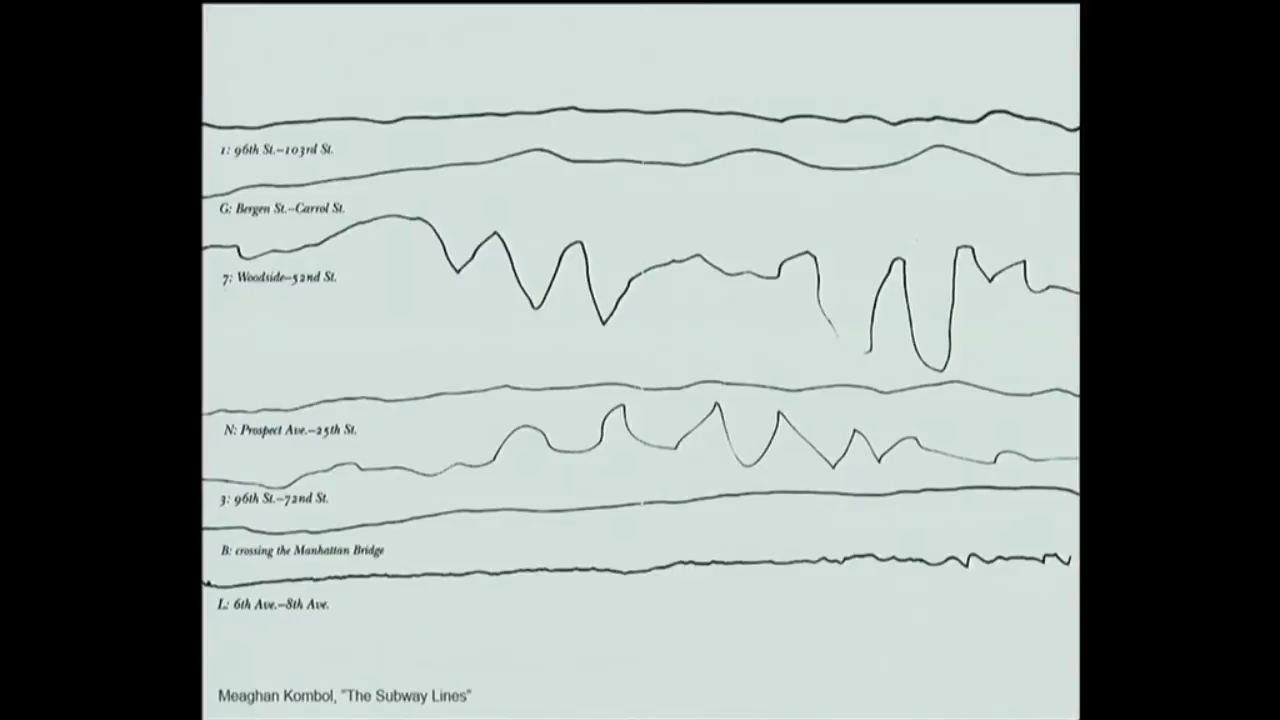 1: 96th St.–103rd St.
G: Bergen St.–Carrol St.
7: Woodside–52nd St.
N: Prospect Ave.–25th St.
3: 96th St.–72nd St.
B: crossing the Manhattan Bridge
L: 6th Ave.–8th Ave.
Meaghan Kombol, "The Subway Lines"